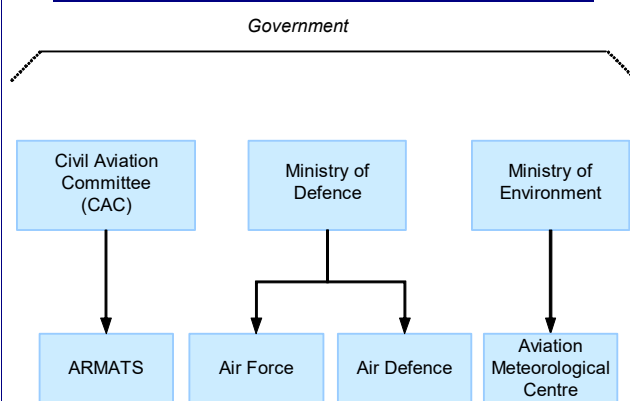 Government
Civil Aviation
Committee
(CAC)
Ministry of
Defence
Ministry of
Environment
ARMATS
Air Force
Air Defence
Aviation
Meteorological
Centre